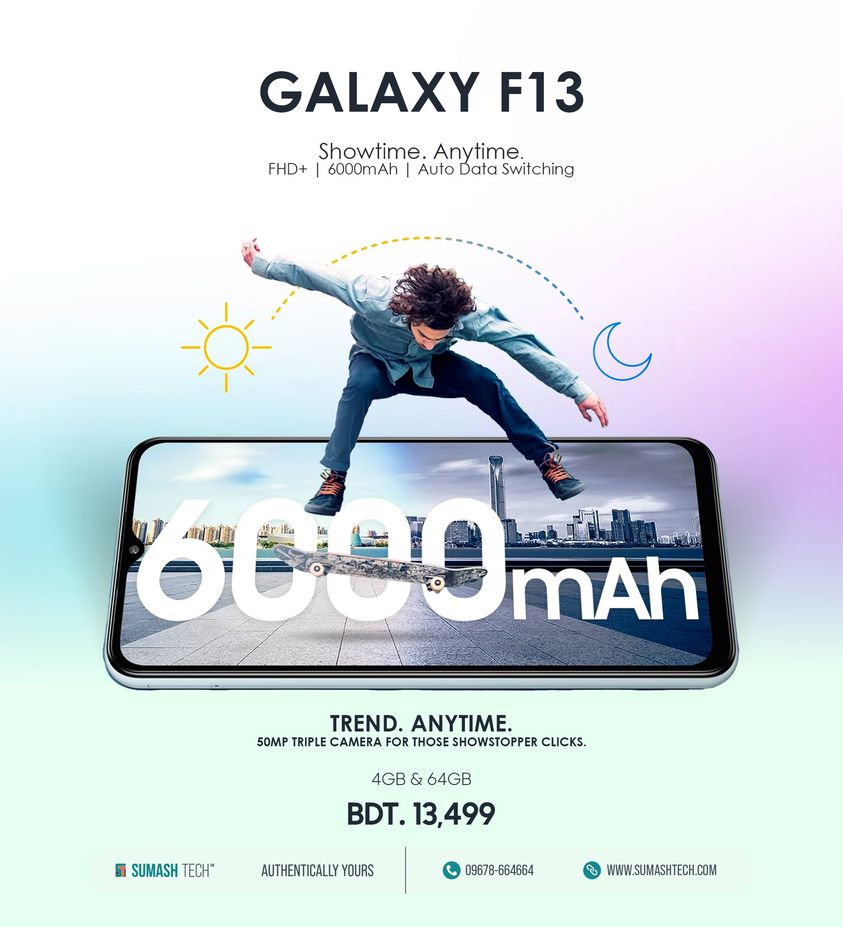 GALAXY F13
Showtime. Anytime.
FHD+ | 6000mAh | Auto Data Switching
6000mAh
TREND. ANYTIME.
50MP TRIPLE CAMERA FOR THOSE SHOWSTOPPER CLICKS.
4GB & 64GB
BDT. 13,499
SUMASH TECH™ AUTHENTICALLY YOURS 09678-664664 WWW.SUMASHTECH.COM